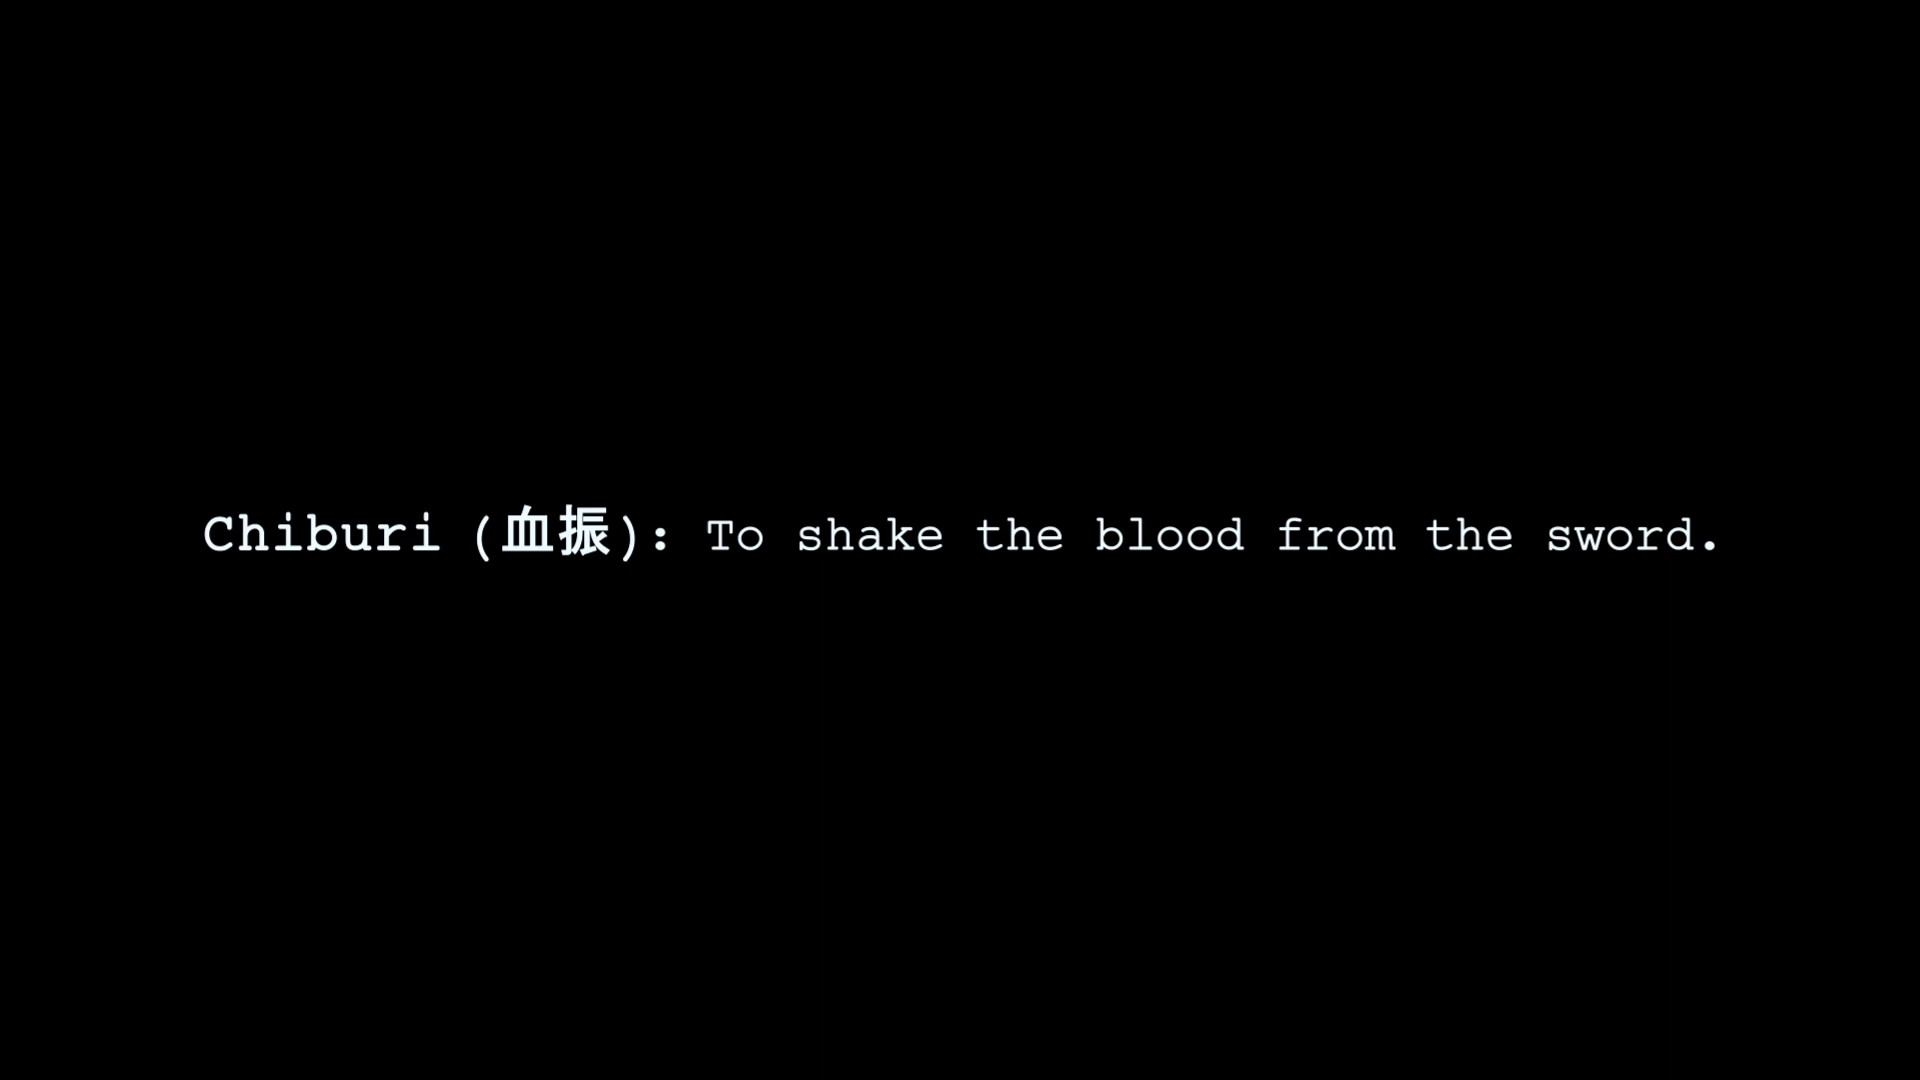 Chiburi (血振): To shake the blood from the sword.